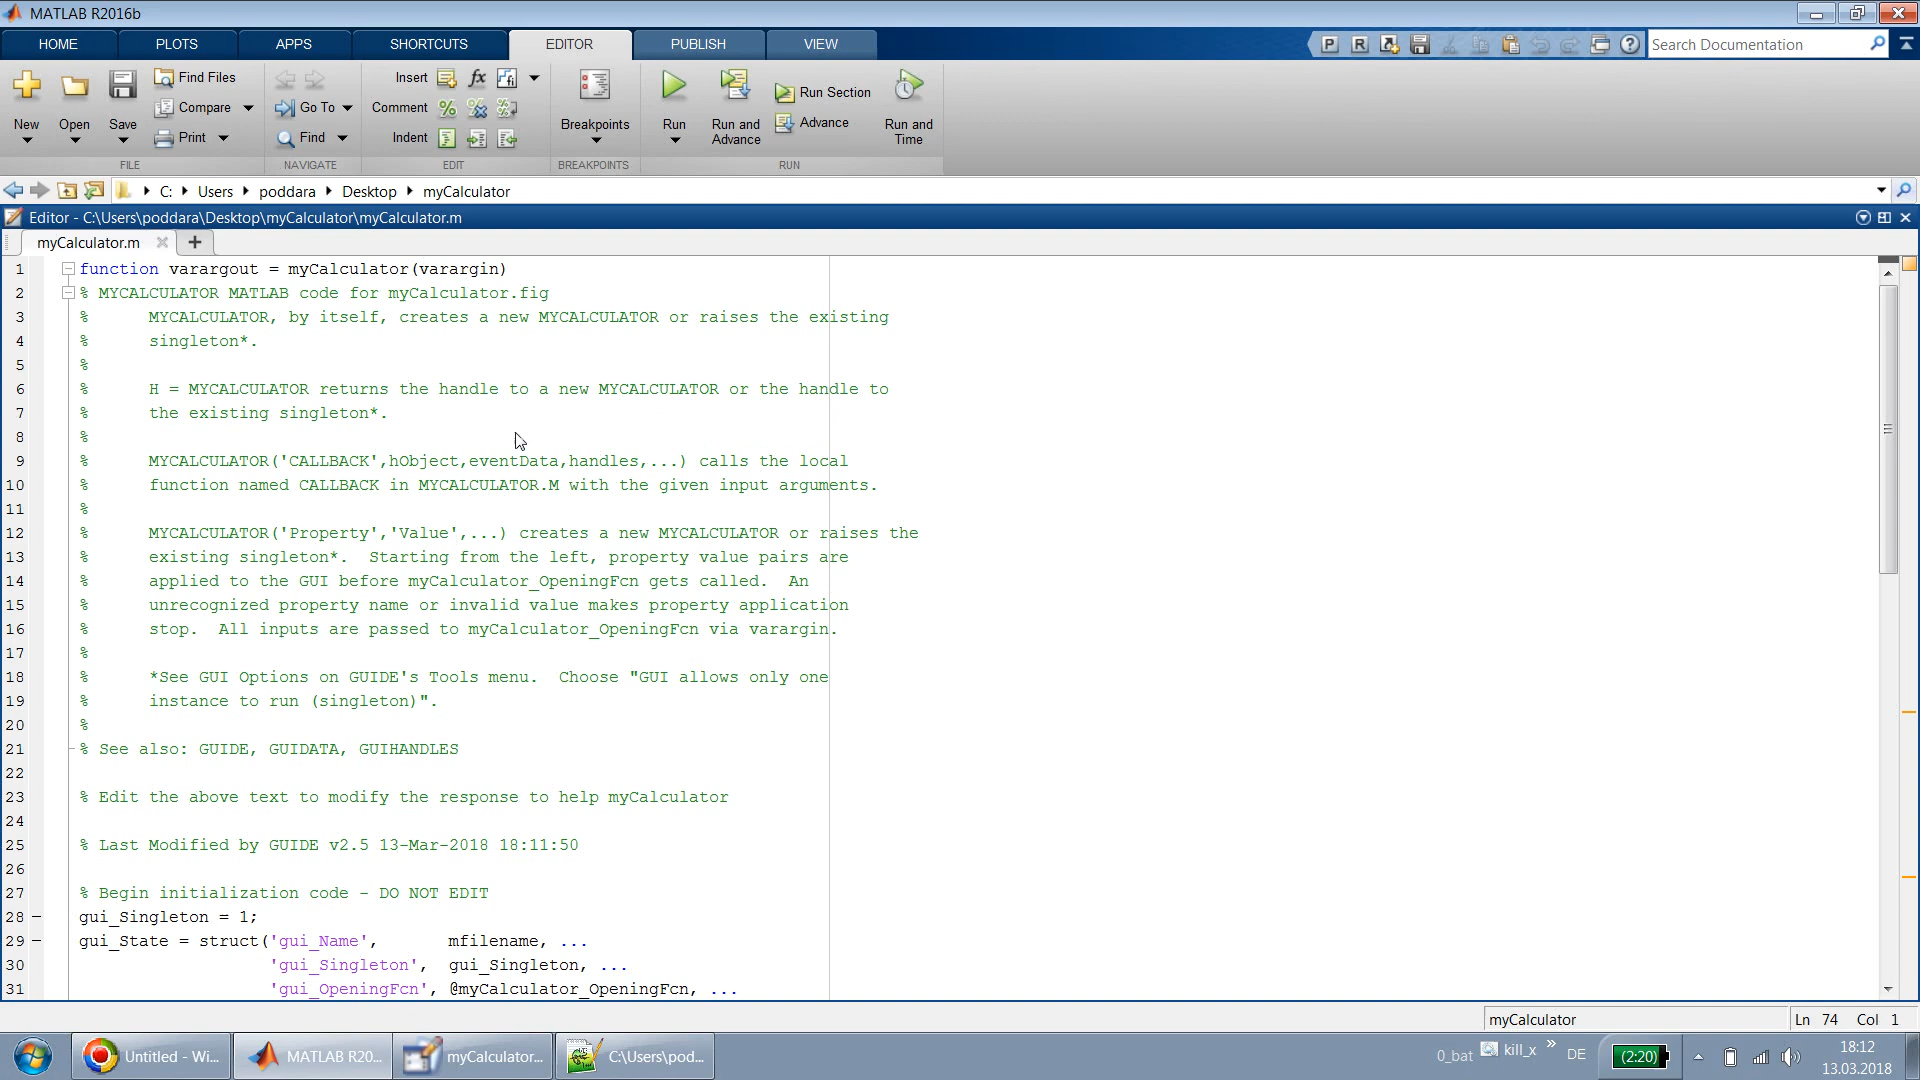 MATLAB R2016b
HOME PLOTS APPS SHORTCUTS EDITOR PUBLISH VIEW
Search Documentation
New Open Save
Find Files
Compare
Print
Go To
Find
Insert
Comment
Indent
Breakpoints
Run
Run and Advance
Run Section
Advance
Run and Time
FILE NAVIGATE EDIT BREAKPOINTS RUN
C: Users poddara Desktop myCalculator
Editor - C:\Users\poddara\Desktop\myCalculator\myCalculator.m
myCalculator.m
1 function varargout = myCalculator(varargin)
2 % MYCALCULATOR MATLAB code for myCalculator.fig
3 %      MYCALCULATOR, by itself, creates a new MYCALCULATOR or raises the existing
4 %      singleton*.
5 %
6 %      H = MYCALCULATOR returns the handle to a new MYCALCULATOR or the handle to
7 %      the existing singleton*.
8 %
9 %      MYCALCULATOR('CALLBACK',hObject,eventData,handles,...) calls the local
10 %      function named CALLBACK in MYCALCULATOR.M with the given input arguments.
11 %
12 %      MYCALCULATOR('Property','Value',...) creates a new MYCALCULATOR or raises the
13 %      existing singleton*.  Starting from the left, property value pairs are
14 %      applied to the GUI before myCalculator_OpeningFcn gets called.  An
15 %      unrecognized property name or invalid value makes property application
16 %      stop.  All inputs are passed to myCalculator_OpeningFcn via varargin.
17 %
18 %      *See GUI Options on GUIDE's Tools menu.  Choose "GUI allows only one
19 %      instance to run (singleton)".
20 %
21 % See also: GUIDE, GUIDATA, GUIHANDLES
22
23 % Edit the above text to modify the response to help myCalculator
24
25 % Last Modified by GUIDE v2.5 13-Mar-2018 18:11:50
26
27 % Begin initialization code - DO NOT EDIT
28 gui_Singleton = 1;
29 gui_State = struct('gui_Name',       mfilename, ...
30 'gui_Singleton',  gui_Singleton, ...
31 'gui_OpeningFcn', @myCalculator_OpeningFcn, ...
myCalculator Ln 74 Col 1
Untitled - Wi... MATLAB R20... myCalculator... C:\Users\pod... 0_bat kill_x » DE (2:20) 18:12
13.03.2018